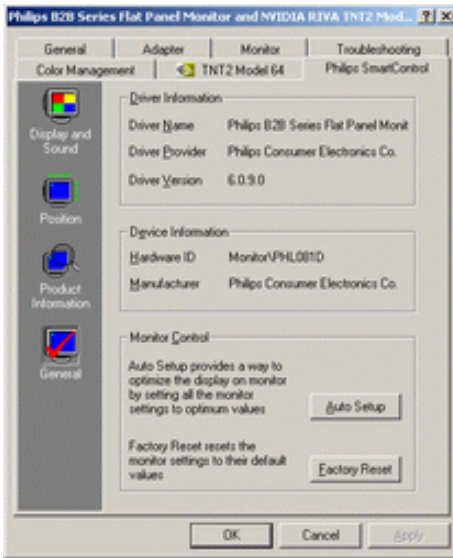 Philips B2B Series Flat Panel Monitor and NVIDIA RIVA TNT2 Mod...
General Adapter Monitor Troubleshooting
Color Management TNT2 Model 64 Philips SmartControl
Display and
Sound
Position
Product
Information
General
Driver Information
Driver Name Philips B2B Series Flat Panel Monit
Driver Provider Philips Consumer Electronics Co.
Driver Version 6.0.9.0
Device Information
Hardware ID Monitor\PHL081D
Manufacturer Philips Consumer Electronics Co.
Monitor Control
Auto Setup provides a way to
optimize the display on monitor
by setting all the monitor
settings to optimum values
Auto Setup
Factory Reset resets the
monitor settings to their default
values
Factory Reset
OK Cancel Apply